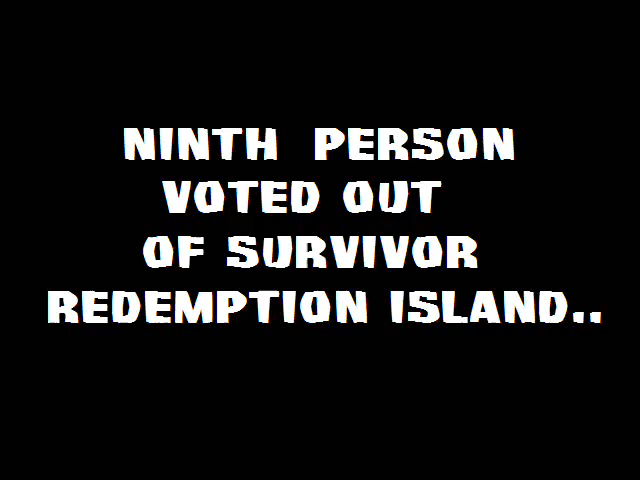 NINTH PERSON
VOTED OUT
OF SURVIVOR
REDEMPTION ISLAND..